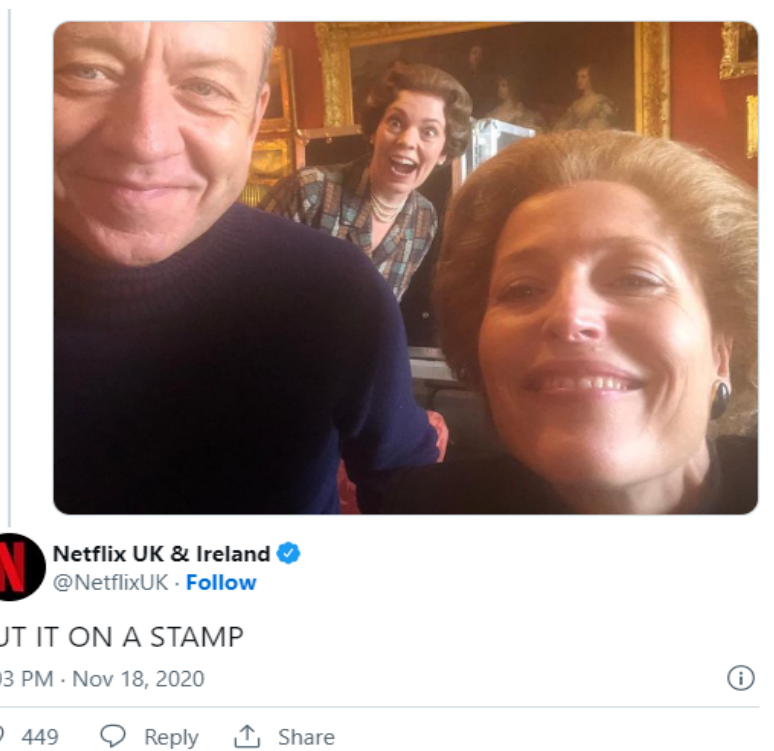 N
Netflix UK & Ireland
@NetflixUK · Follow
UT IT ON A STAMP
03 PM · Nov 18, 2020
449 Reply Share